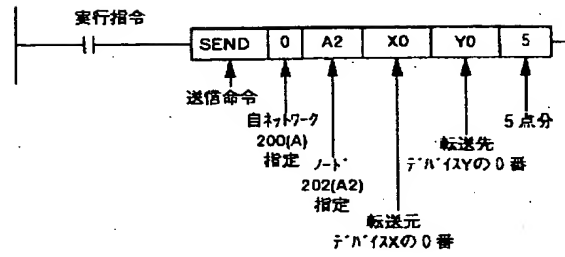 実行指令
SEND 0 A2 X0 Y0 5
送信命令
自ネットワーク
200(A)
指定
ノード
202(A2)
指定
転送元
デバイスXの0番
転送先
デバイスYの0番
5点分